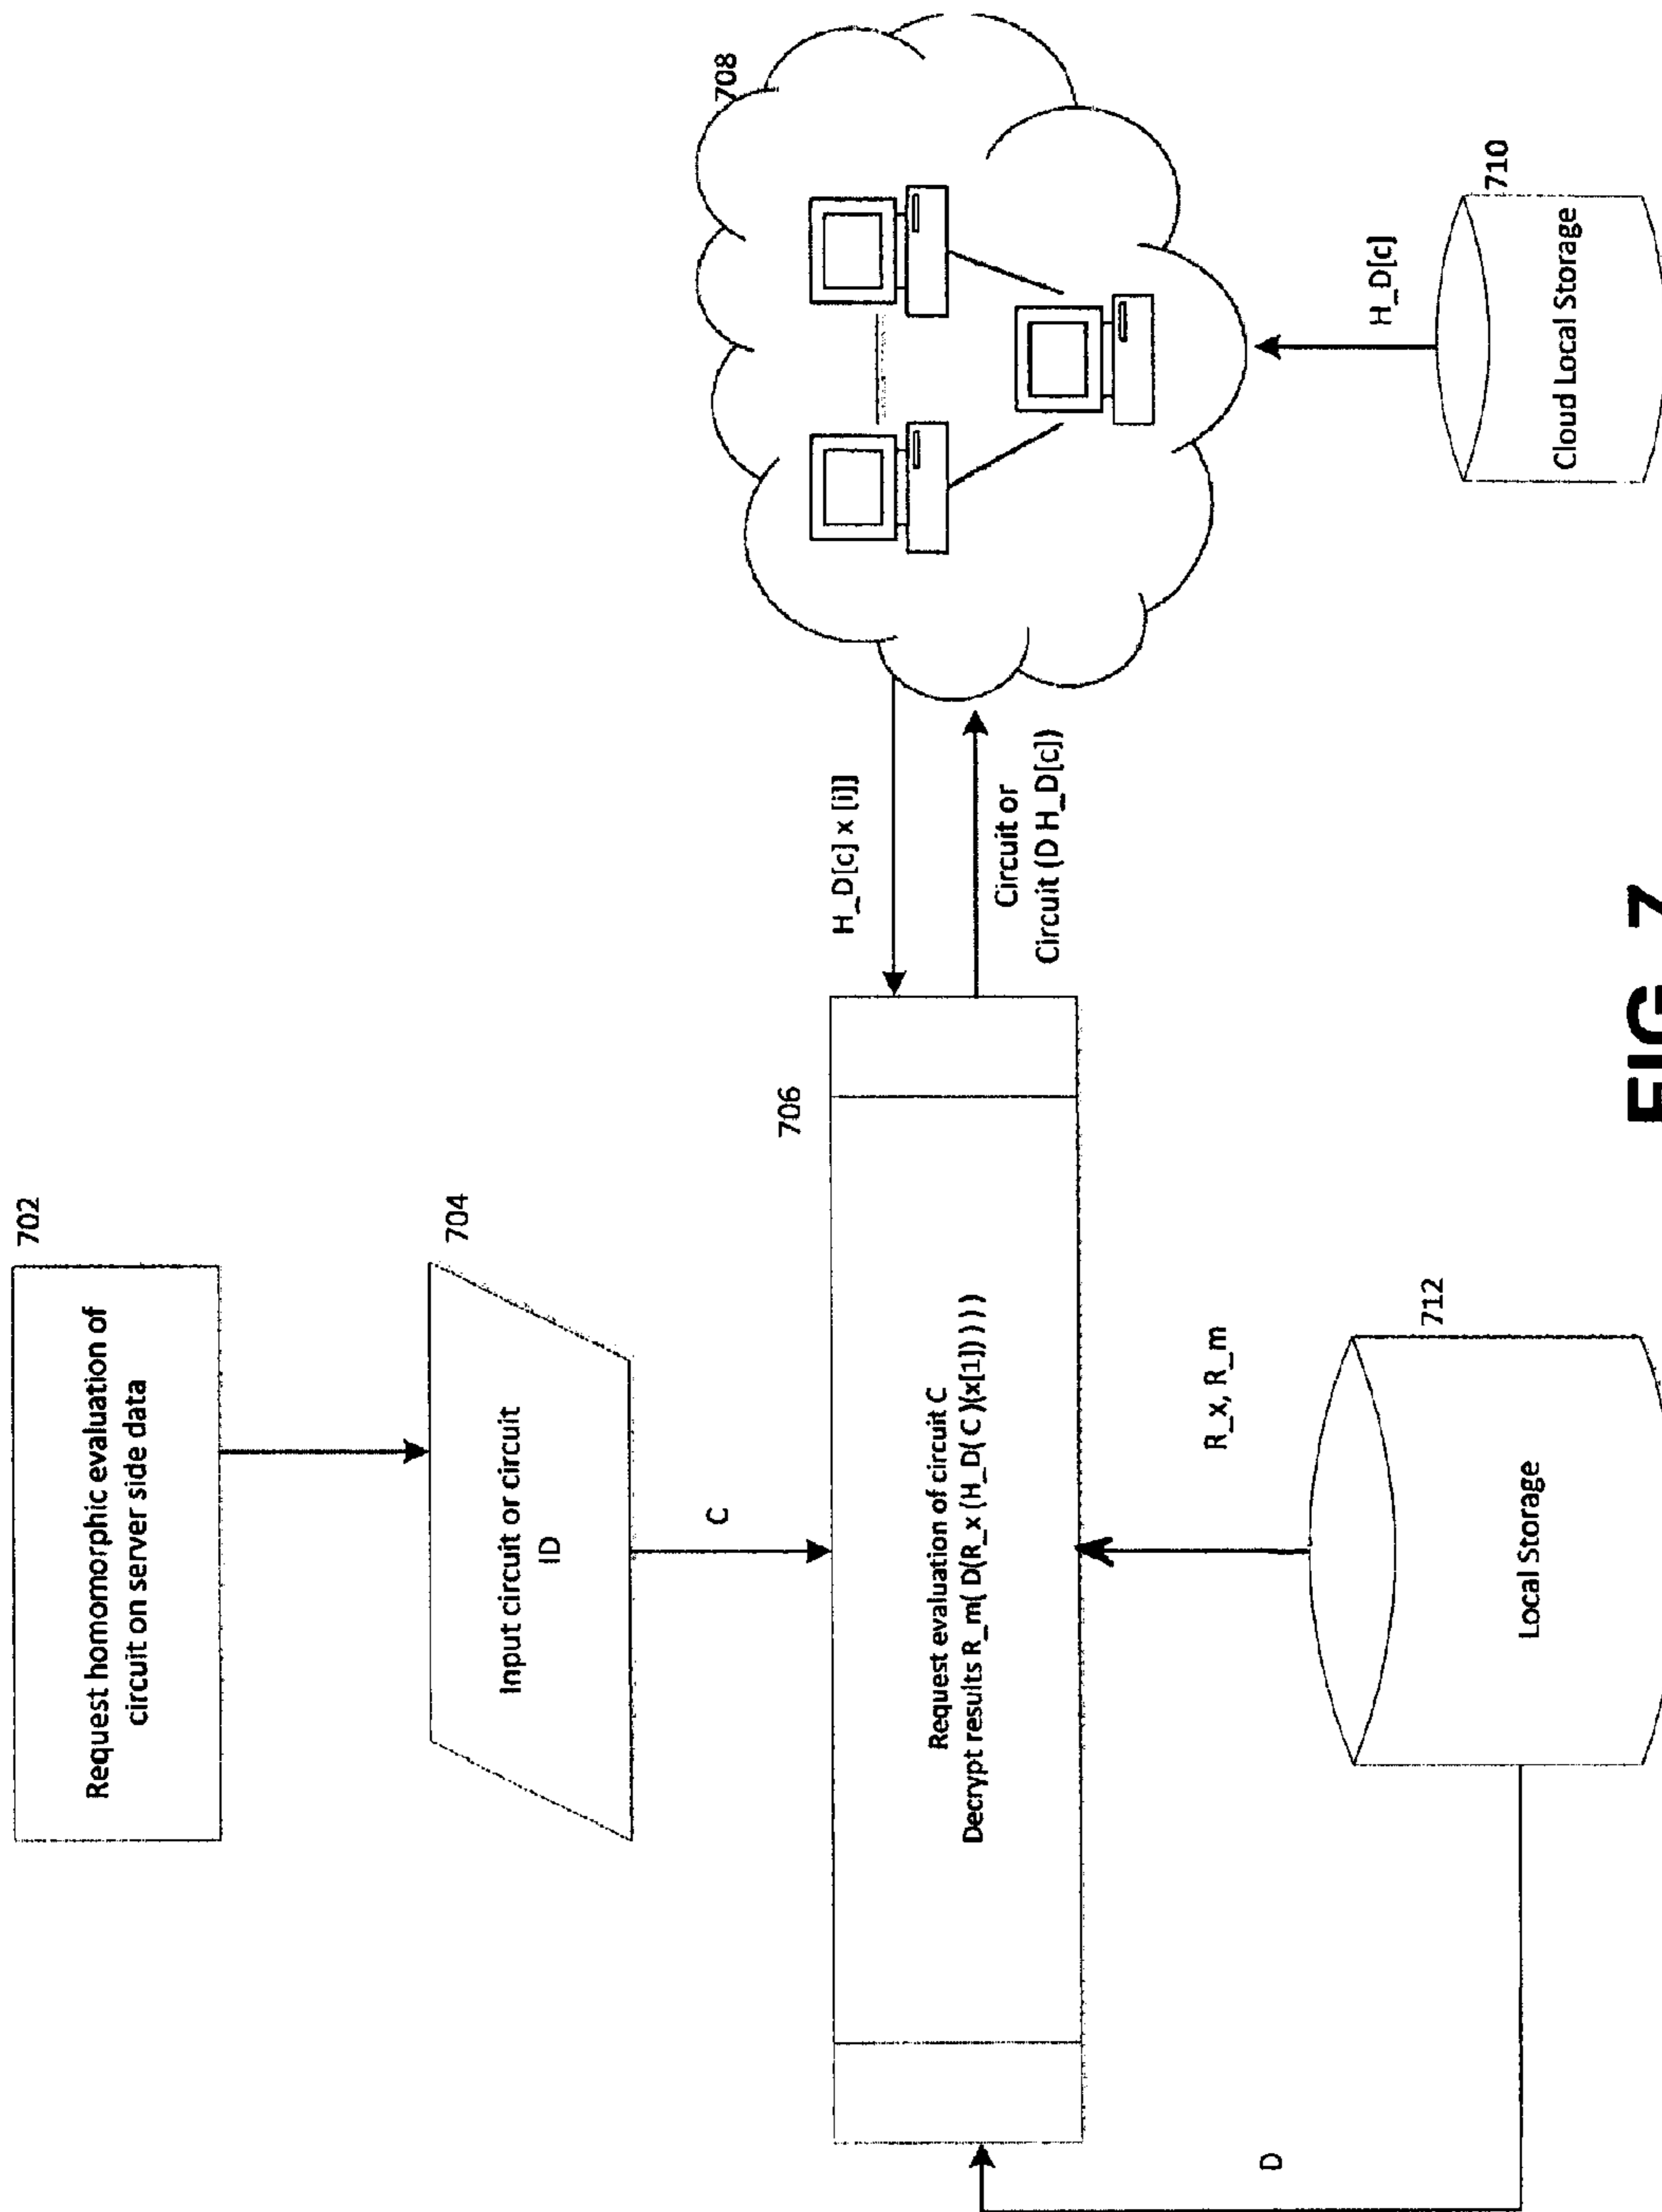 702
Request homomorphic evaluation of
circuit on server side data
704
Input circuit or circuit
ID
C
706
Request evaluation of circuit C
Decrypt results R_m( D(R_x (H_D( C )(x[1]) ) ) ) )
H_D[c] x [i]]
Circuit or
Circuit (D H_D[c])
708
H_D[c]
710
Cloud Local Storage
R_x, R_m
712
Local Storage
D
FIG. 7